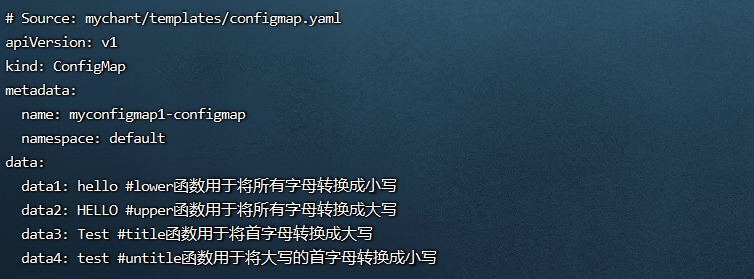 # Source: mychart/templates/configmap.yaml
apiVersion: v1
kind: ConfigMap
metadata:
  name: myconfigmap1-configmap
  namespace: default
data:
  data1: hello #lower函数用于将所有字母转换成小写
  data2: HELLO #upper函数用于将所有字母转换成大写
  data3: Test #title函数用于将首字母转换成大写
  data4: test #untitle函数用于将大写的首字母转换成小写